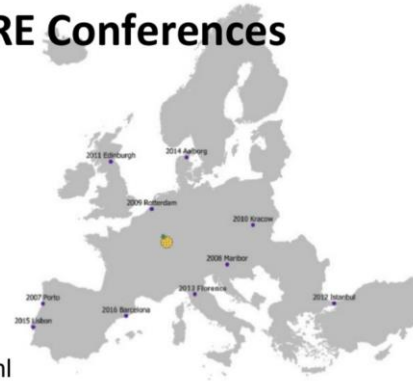 RE Conferences
2011 Edinburgh
2014 Aalborg
2009 Rotterdam
2010 Kracow
2008 Maribor
2013 Florence
2007 Porto
2012 Istanbul
2016 Barcelona
2015 Lisbon
nl